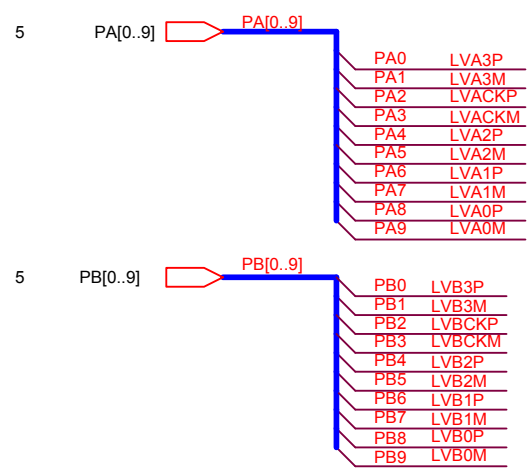 5 PA[0..9] PA[0..9]
PA0 LVA3P
PA1 LVA3M
PA2 LVACKP
PA3 LVACKM
PA4 LVA2P
PA5 LVA2M
PA6 LVA1P
PA7 LVA1M
PA8 LVA0P
PA9 LVA0M
5 PB[0..9] PB[0..9]
PB0 LVB3P
PB1 LVB3M
PB2 LVBCKP
PB3 LVBCKM
PB4 LVB2P
PB5 LVB2M
PB6 LVB1P
PB7 LVB1M
PB8 LVB0P
PB9 LVB0M